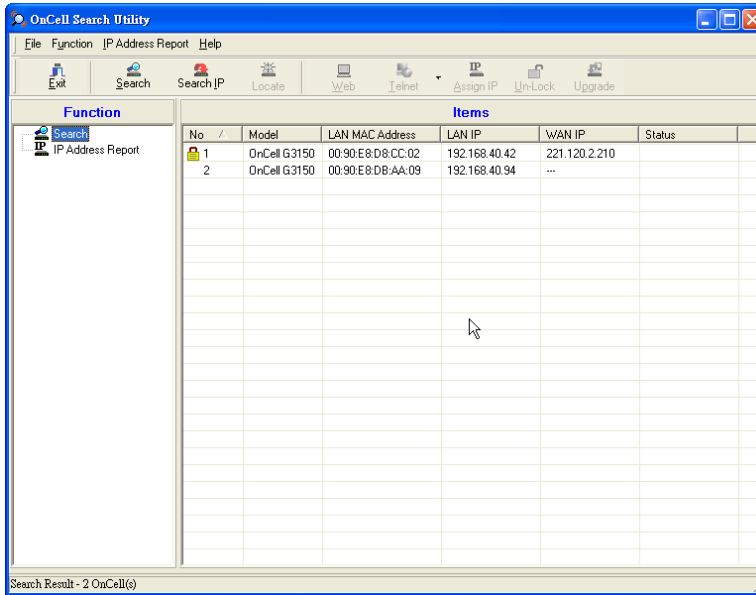 OnCell Search Utility
File Function IP Address Report Help
Exit Search Search IP Locate Web Telnet Assign IP Un-Lock Upgrade
Function
Search
IP Address Report
Items
No Model LAN MAC Address LAN IP WAN IP Status
1 OnCell G3150 00:90:E8:D8:CC:02 192.168.40.42 221.120.2.210
2 OnCell G3150 00:90:E8:DB:AA:09 192.168.40.94 ...
Search Result - 2 OnCell(s)